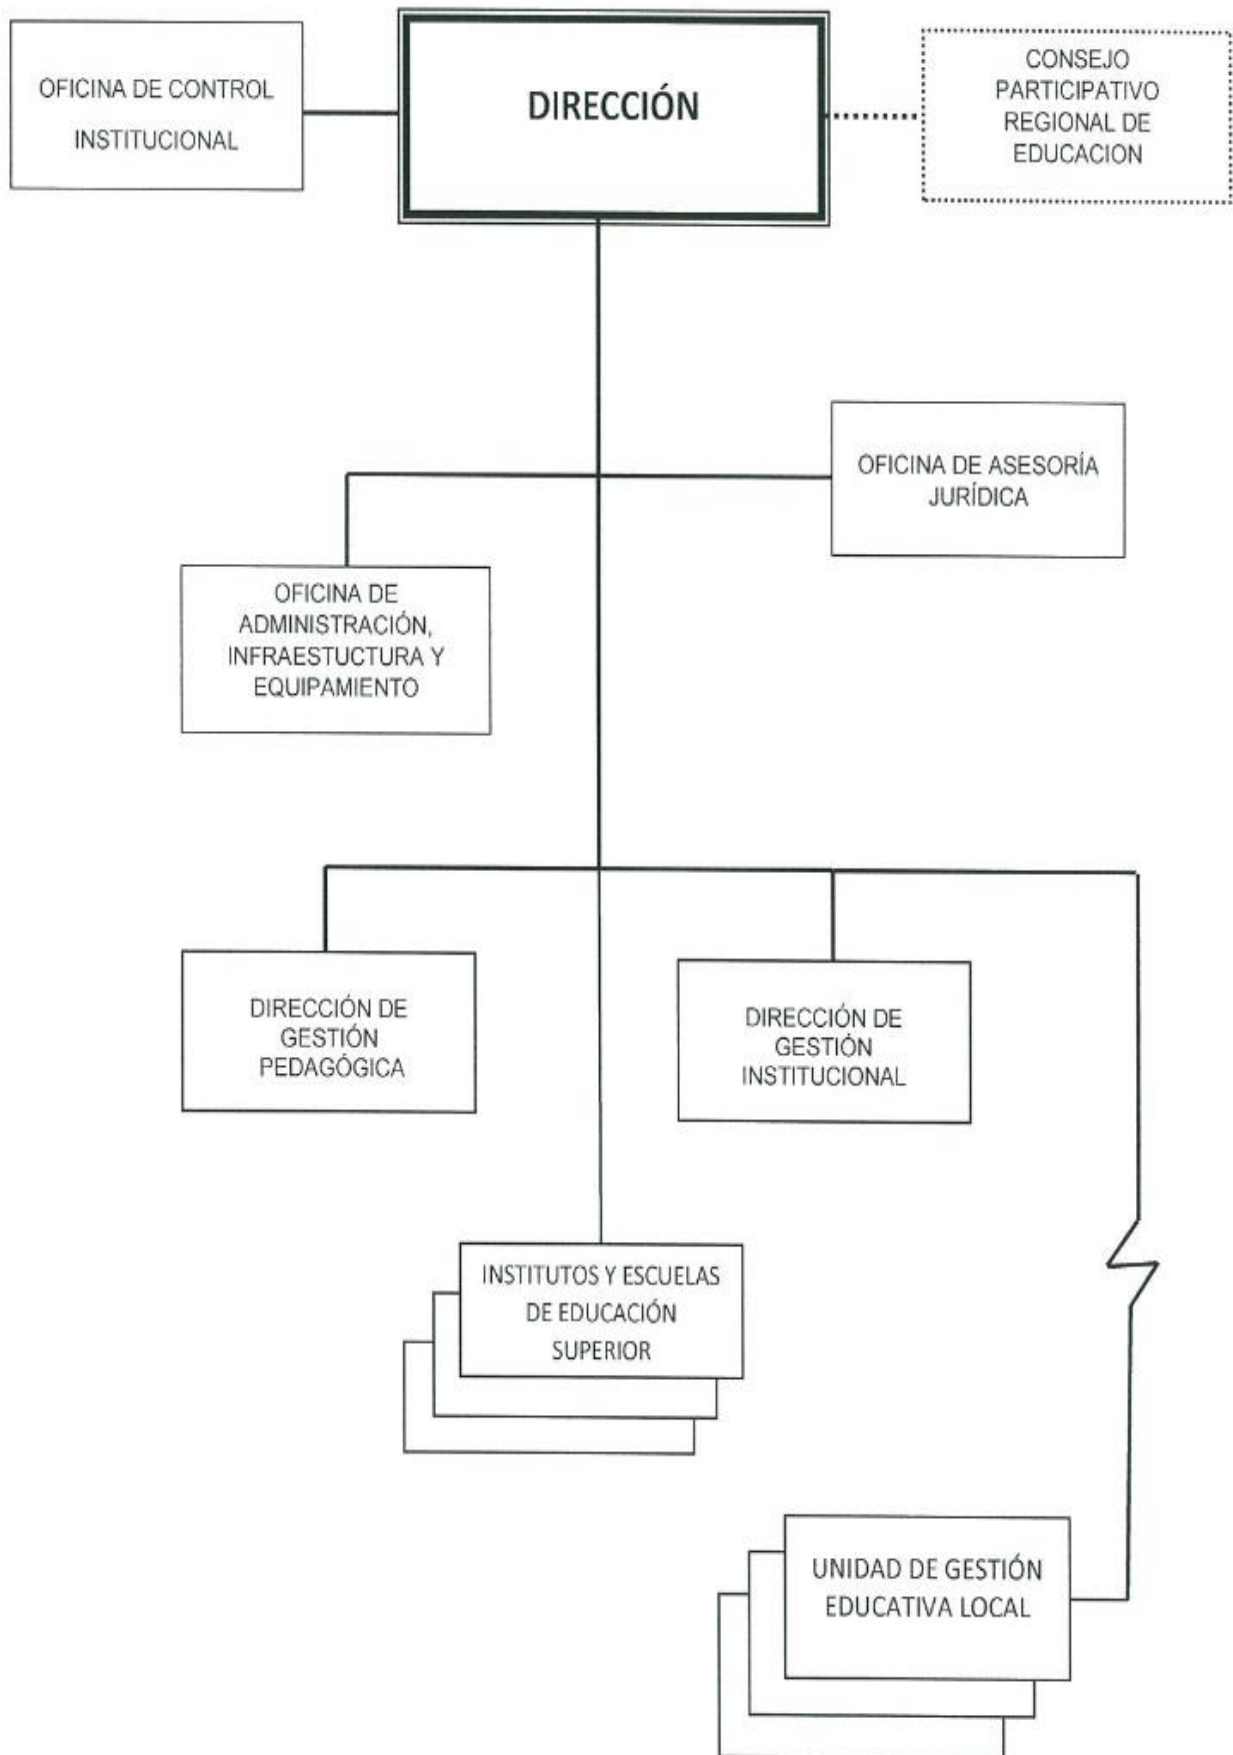 OFICINA DE CONTROL
INSTITUCIONAL
DIRECCIÓN
CONSEJO
PARTICIPATIVO
REGIONAL DE
EDUCACION
OFICINA DE ASESORÍA
JURÍDICA
OFICINA DE
ADMINISTRACIÓN,
INFRAESTUCTURA Y
EQUIPAMIENTO
DIRECCIÓN DE
GESTIÓN
PEDAGÓGICA
DIRECCIÓN DE
GESTIÓN
INSTITUCIONAL
INSTITUTOS Y ESCUELAS
DE EDUCACIÓN
SUPERIOR
UNIDAD DE GESTIÓN
EDUCATIVA LOCAL